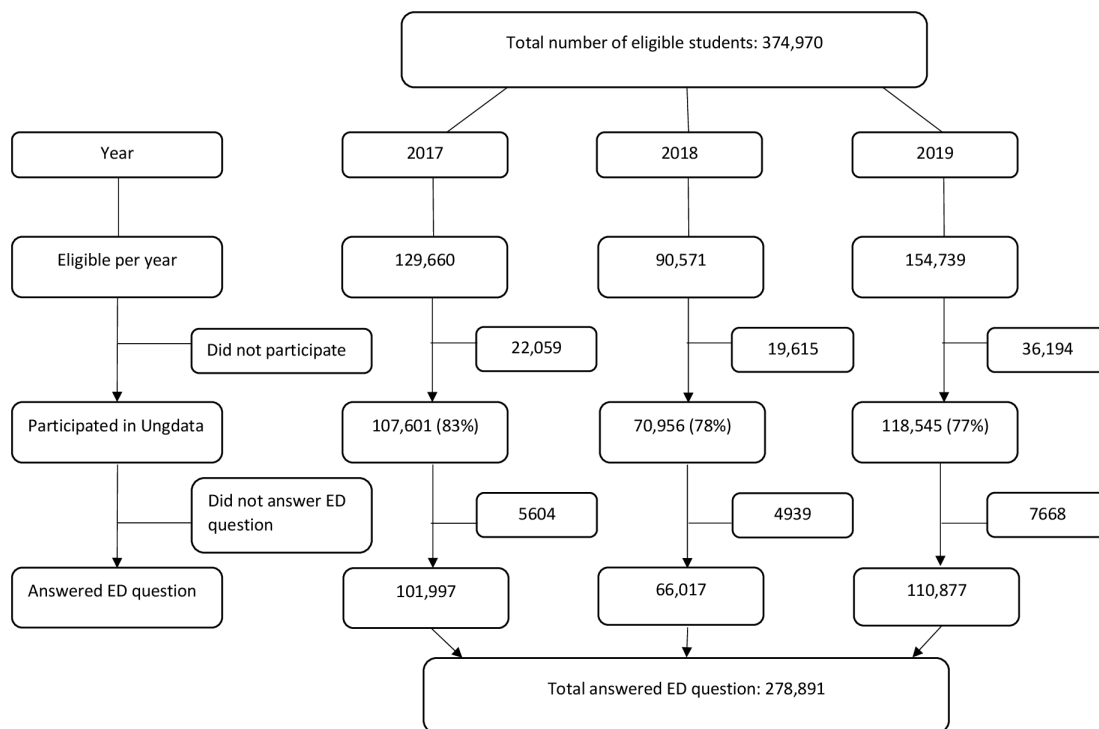 Total number of eligible students: 374,970
Year
2017
2018
2019
Eligible per year
129,660
90,571
154,739
Did not participate
22,059
19,615
36,194
Participated in Ungdata
107,601 (83%)
70,956 (78%)
118,545 (77%)
Did not answer ED
question
5604
4939
7668
Answered ED question
101,997
66,017
110,877
Total answered ED question: 278,891